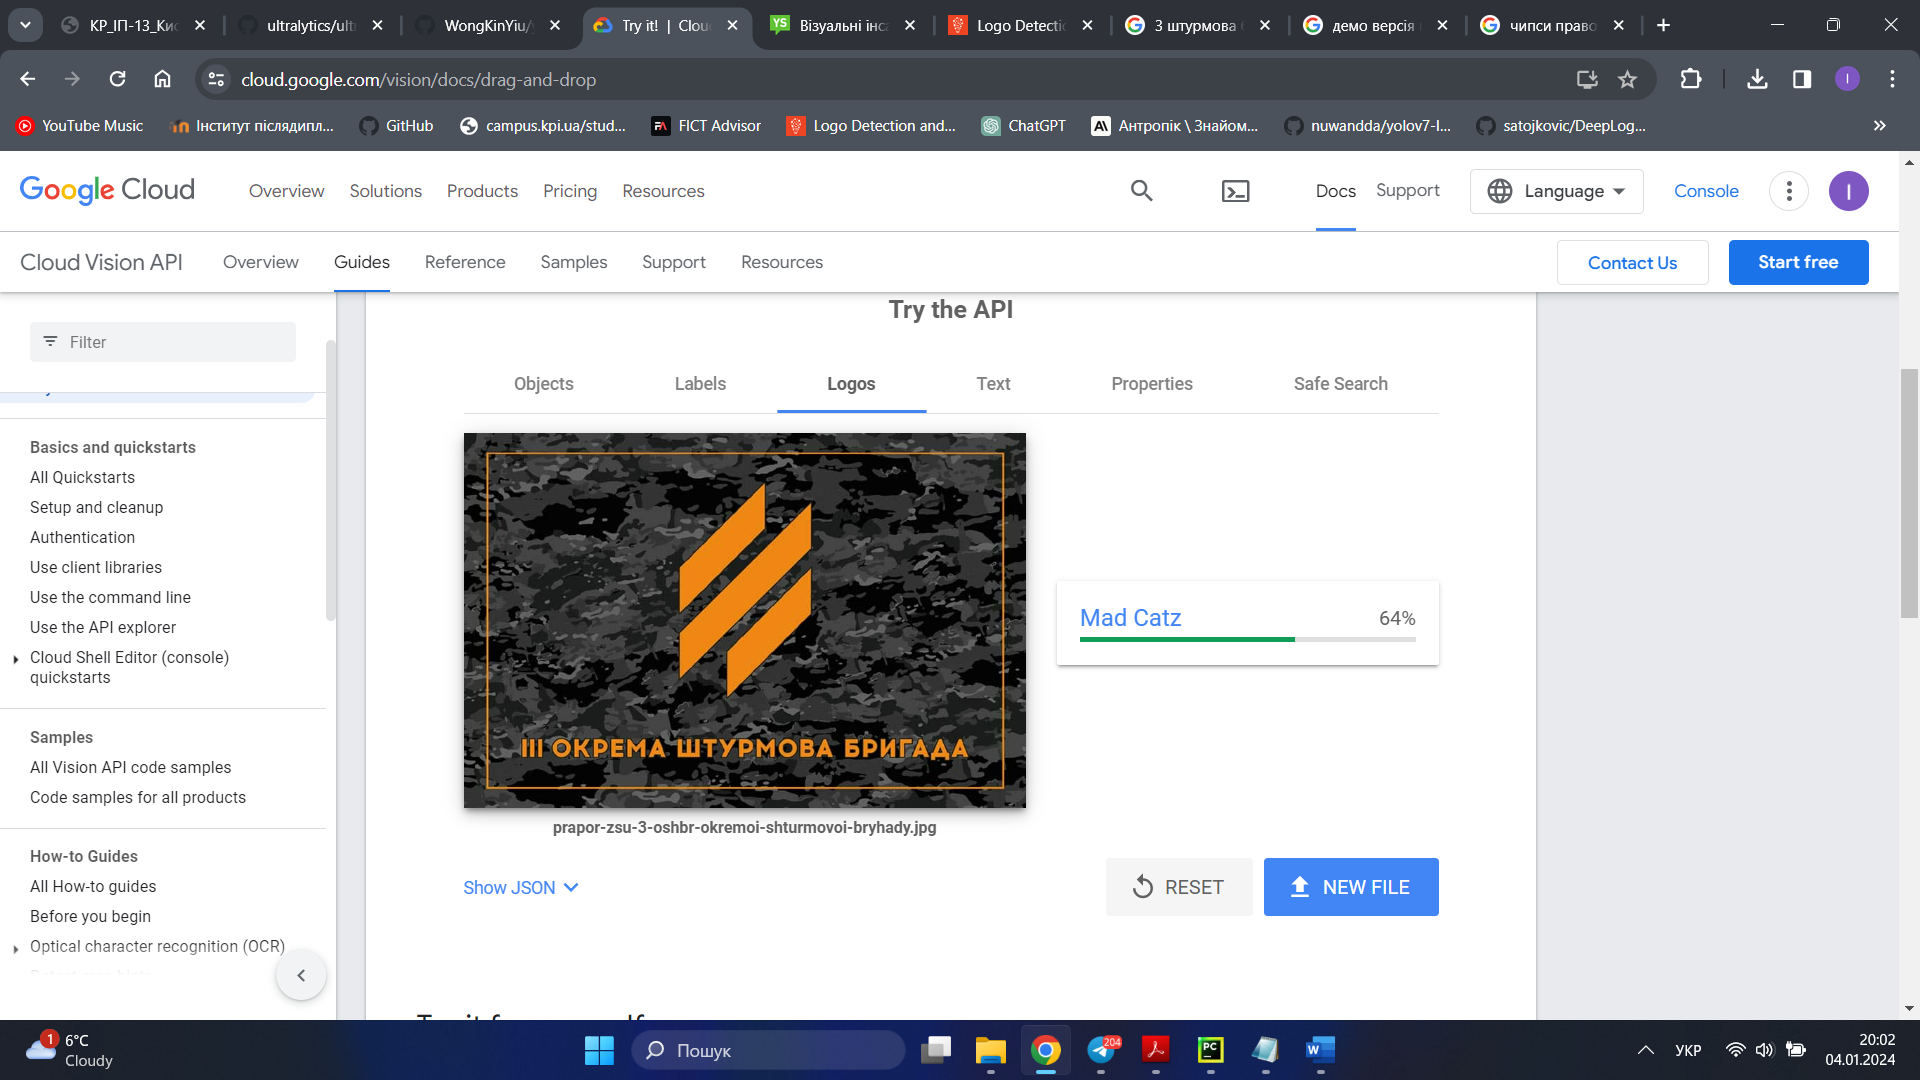 КР_ІП-13_Кис
ultralytics/ult
WongKinYiu/y
Try it! | Clou
Візуальні інса
Logo Detectio
3 штурмова б
демо версія
чипси право
cloud.google.com/vision/docs/drag-and-drop
YouTube Music
Інститут післядипл...
GitHub
campus.kpi.ua/stud...
FICT Advisor
Logo Detection and...
ChatGPT
Антропік \ Знайом...
nuwandda/yolov7-l...
satojkovic/DeepLog...
Google Cloud
Overview
Solutions
Products
Pricing
Resources
Docs
Support
Language
Console
I
Cloud Vision API
Overview
Guides
Reference
Samples
Support
Resources
Contact Us
Start free
Filter
Basics and quickstarts
All Quickstarts
Setup and cleanup
Authentication
Use client libraries
Use the command line
Use the API explorer
Cloud Shell Editor (console)
quickstarts
Samples
All Vision API code samples
Code samples for all products
How-to Guides
All How-to guides
Before you begin
Optical character recognition (OCR)
Try the API
Objects
Labels
Logos
Text
Properties
Safe Search
III ОКРЕМА ШТУРМОВА БРИГАДА
Mad Catz
64%
prapor-zsu-3-oshbr-okremoi-shturmovoi-bryhady.jpg
Show JSON
RESET
NEW FILE
1
6°C
Cloudy
Пошук
204
УКР
20:02
04.01.2024